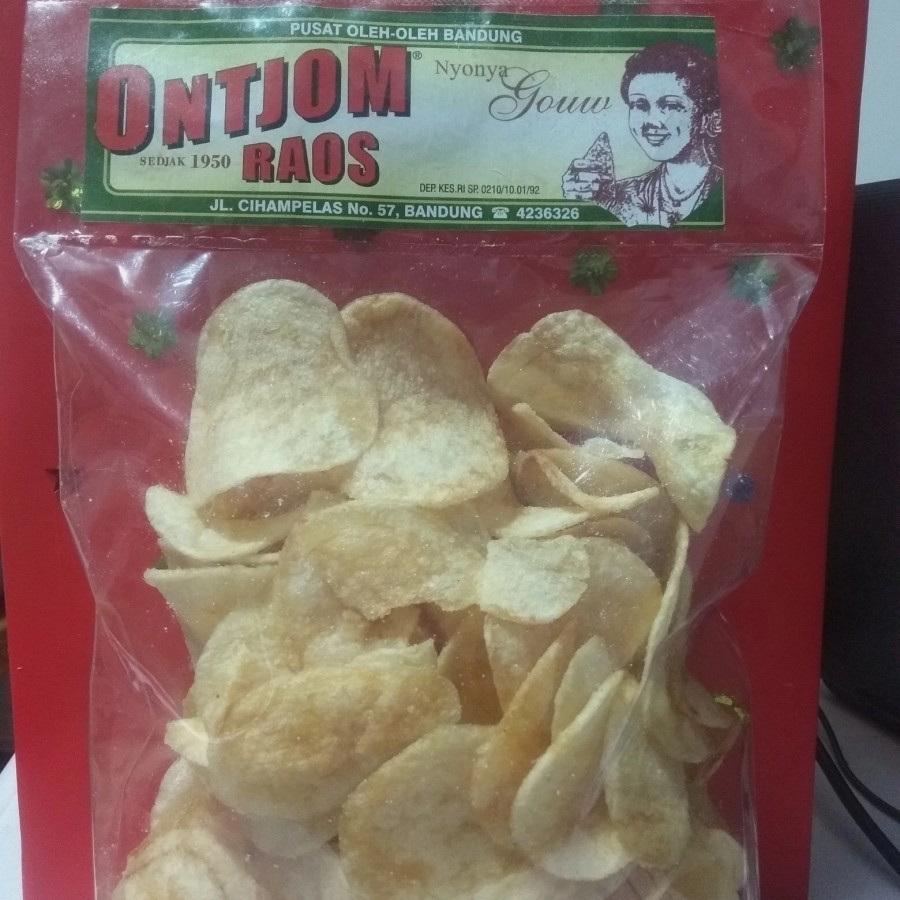 PUSAT OLEH-OLEH BANDUNG
ONTJOM®
RAOS
SEDJAK 1950
Nyonya
Gouw
DEP. KES.RI SP. 0210/10.01/92
JL. CIHAMPELAS No. 57, BANDUNG ☎ 4236326